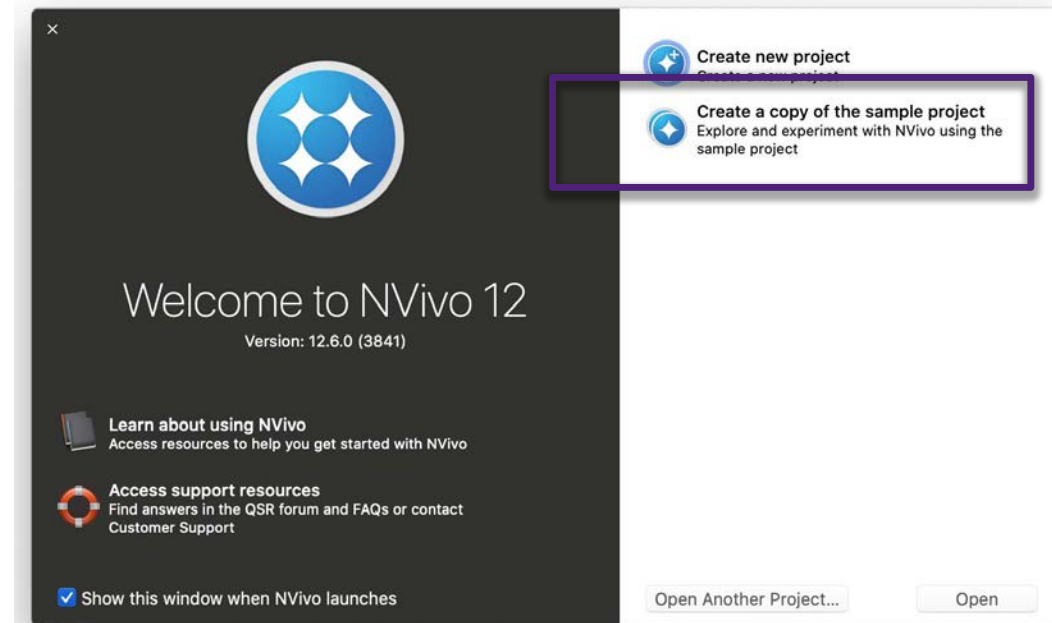 Welcome to NVivo 12
Version: 12.6.0 (3841)
Learn about using NVivo
Access resources to help you get started with NVivo
Access support resources
Find answers in the QSR forum and FAQs or contact
Customer Support
Show this window when NVivo launches
Create new project
Create a new project
Create a copy of the sample project
Explore and experiment with NVivo using the
sample project
Open Another Project...
Open